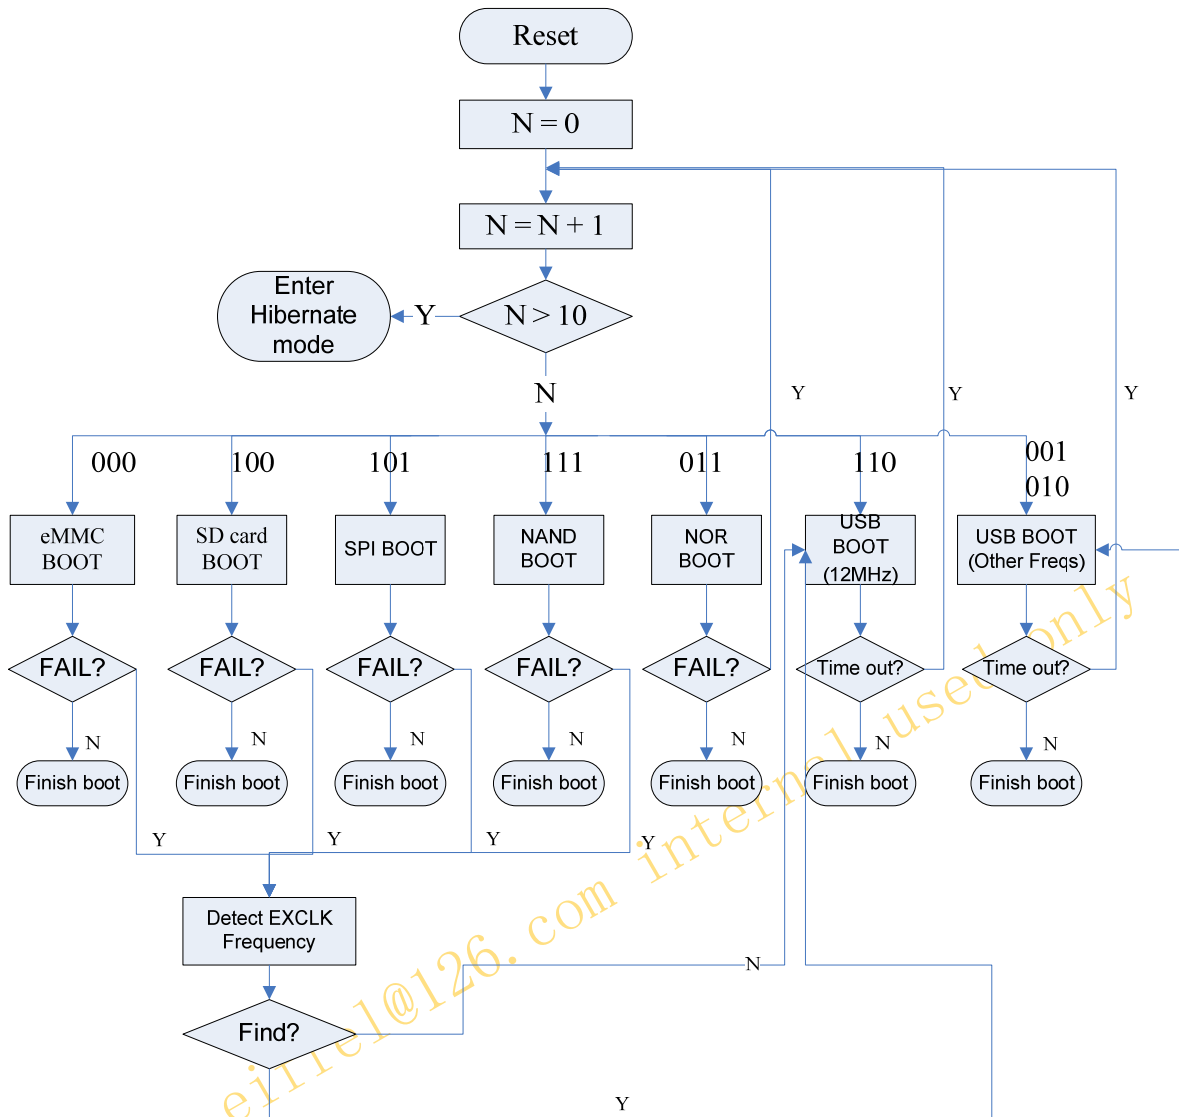 Reset
N = 0
N = N + 1
Enter
Hibernate
mode
Y
N > 10
N
Y
Y
Y
000
100
101
111
011
110
001
010
eMMC
BOOT
SD card
BOOT
SPI BOOT
NAND
BOOT
NOR
BOOT
USB
BOOT
(12MHz)
USB BOOT
(Other Freqs)
FAIL?
FAIL?
FAIL?
FAIL?
FAIL?
Time out?
Time out?
N
N
N
N
N
N
N
Finish boot
Finish boot
Finish boot
Finish boot
Finish boot
Finish boot
Finish boot
Y
Y
Y
Y
Detect EXCLK
Frequency
N
Find?
Y
eiffel@126.com internel used only